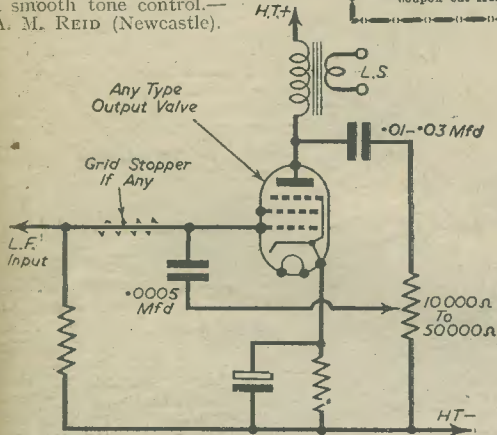 smooth tone control.—
A. M. REID (Newcastle).
H.T.+
L.S.
Any Type
Output Valve
·01-·03 Mfd
Grid Stopper
If Any
L.F.
Input
·0005
Mfd
10000Ω
To
50000Ω
HT-